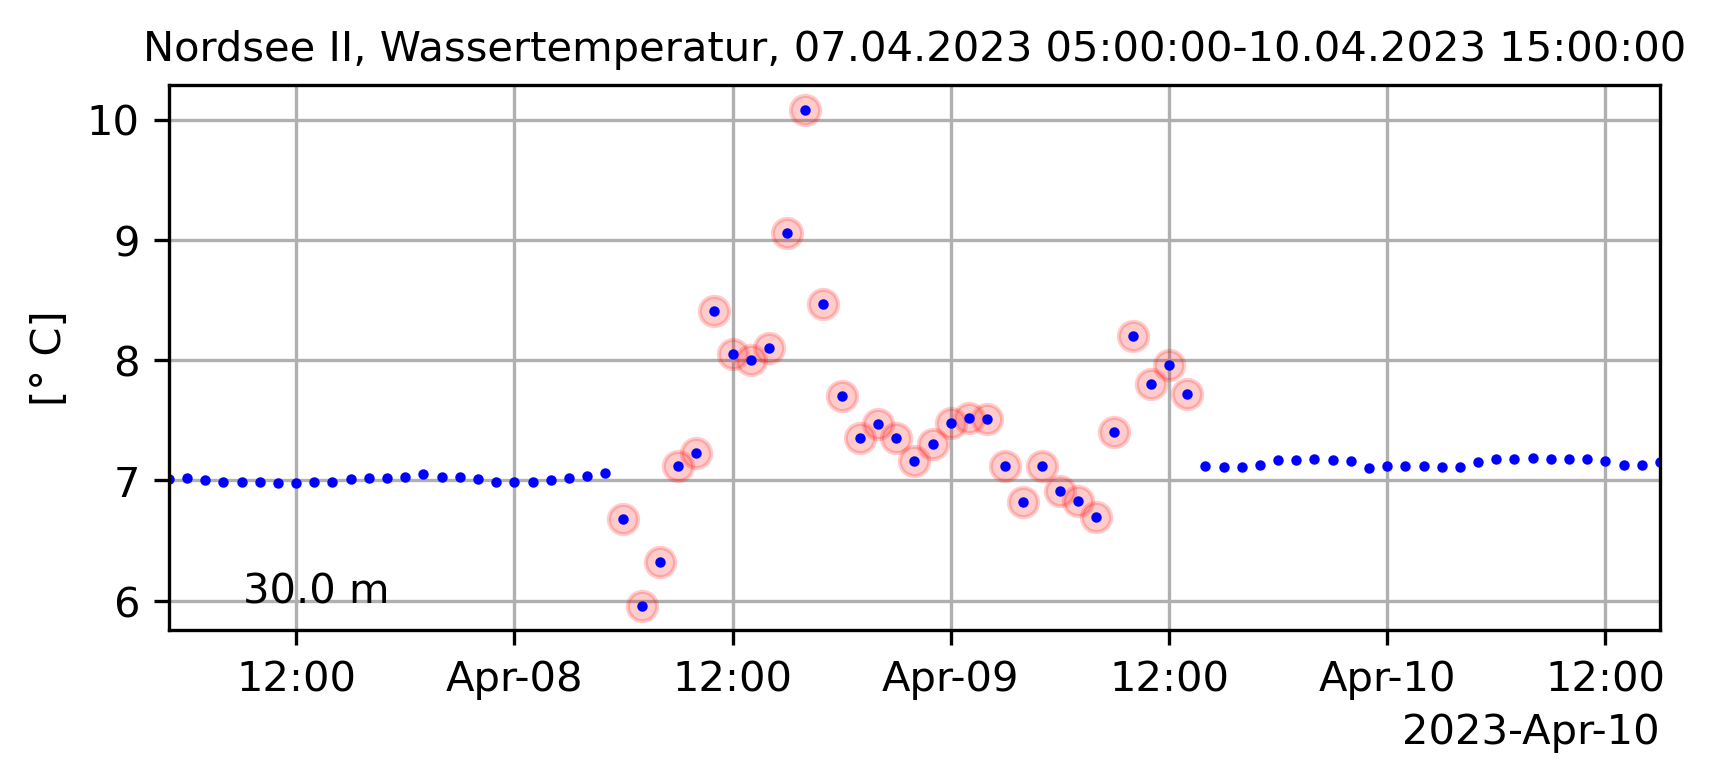 Nordsee II, Wassertemperatur, 07.04.2023 05:00:00-10.04.2023 15:00:00
10
9
8
7
6
[° C]
30.0 m
12:00 Apr-08 12:00 Apr-09 12:00 Apr-10 12:00
2023-Apr-10